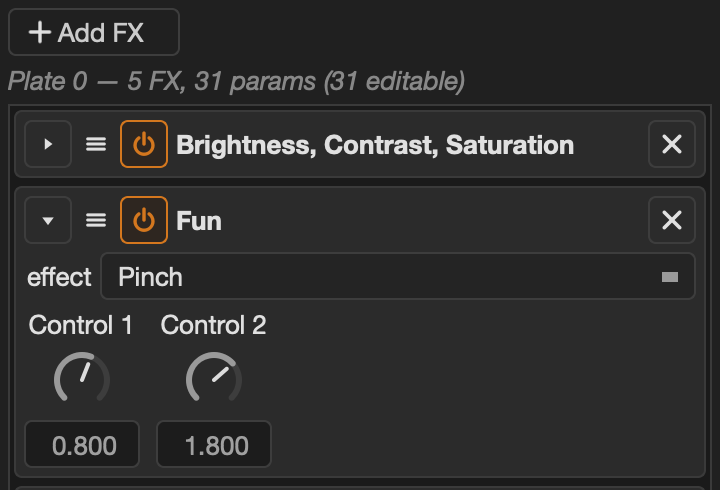 + Add FX
Plate 0 — 5 FX, 31 params (31 editable)
Brightness, Contrast, Saturation
Fun
effect Pinch
Control 1 Control 2
0.800 1.800